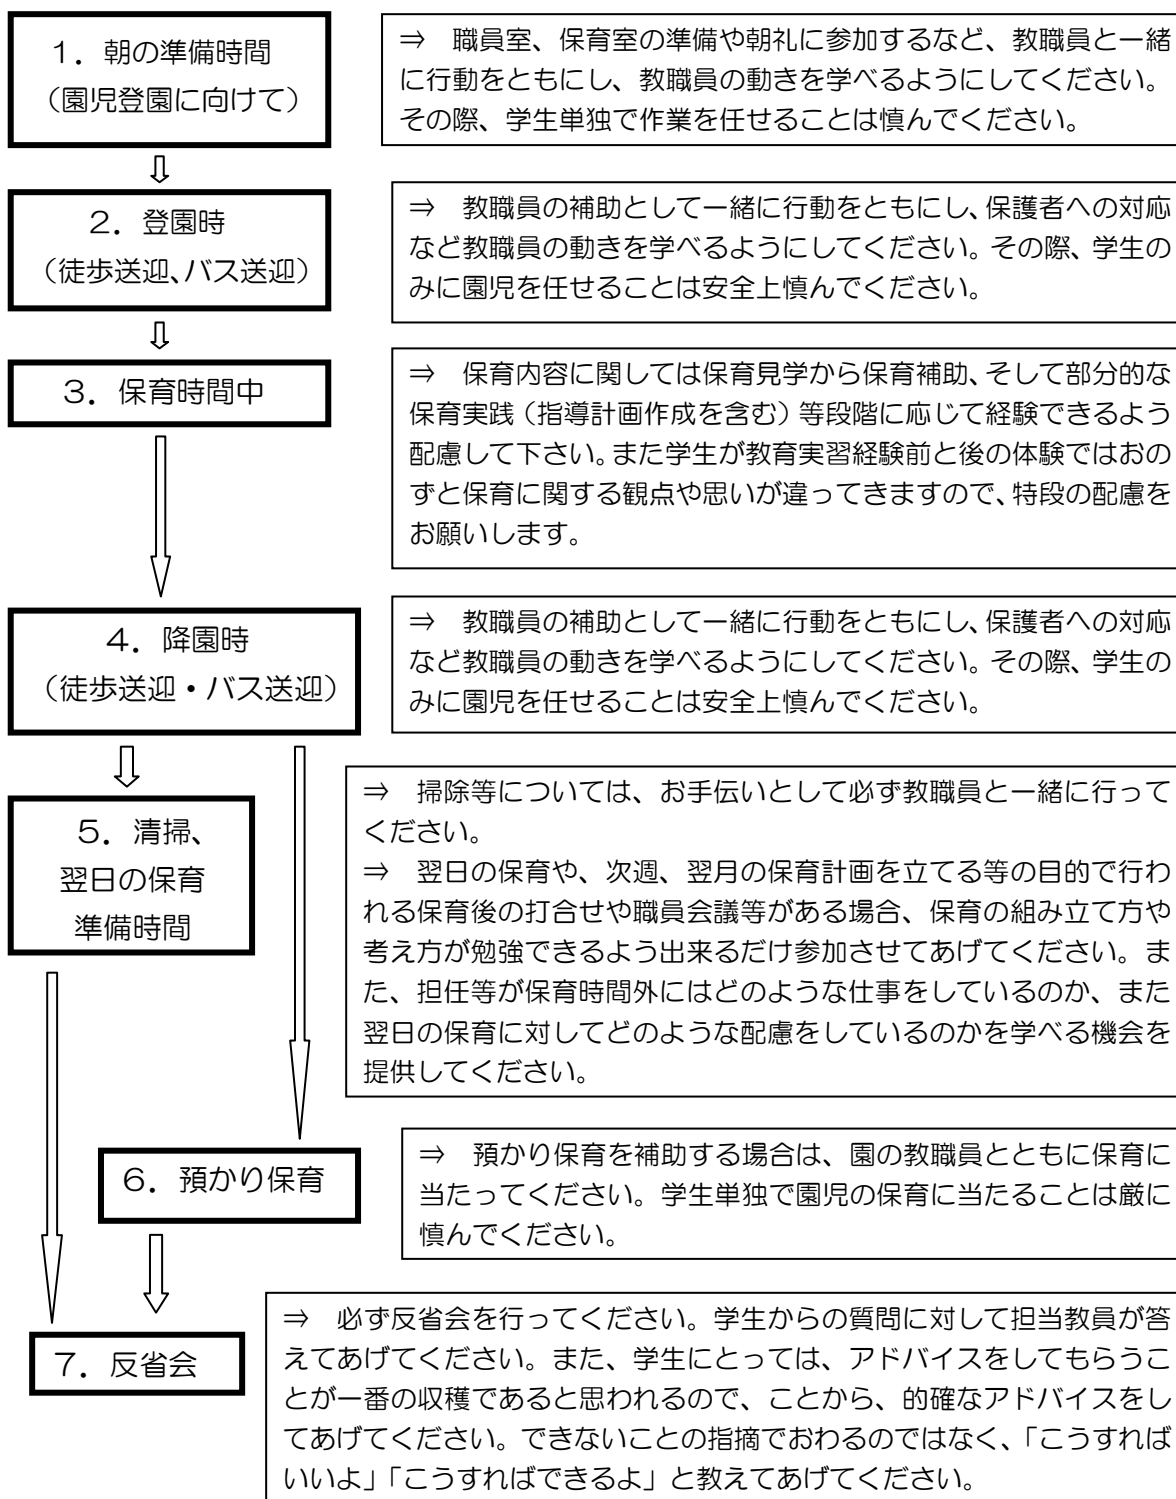 １．朝の準備時間
（園児登園に向けて）
⇒　職員室、保育室の準備や朝礼に参加するなど、教職員と一緒
に行動をともにし、教職員の動きを学べるようにしてください。
その際、学生単独で作業を任せることは慎んでください。
⇩
２．登園時
（徒歩送迎、バス送迎）
⇒　教職員の補助として一緒に行動をともにし、保護者への対応
など教職員の動きを学べるようにしてください。その際、学生の
みに園児を任せることは安全上慎んでください。
⇩
３．保育時間中
⇒　保育内容に関しては保育見学から保育補助、そして部分的な
保育実践（指導計画作成を含む）等段階に応じて経験できるよう
配慮して下さい。また学生が教育実習経験前と後の体験ではおの
ずと保育に関する観点や思いが違ってきますので、特段の配慮を
お願いします。
４．降園時
（徒歩送迎・バス送迎）
⇒　教職員の補助として一緒に行動をともにし、保護者への対応
など教職員の動きを学べるようにしてください。その際、学生の
みに園児を任せることは安全上慎んでください。
５．清掃、
翌日の保育
準備時間
⇒　掃除等については、お手伝いとして必ず教職員と一緒に行って
ください。
⇒　翌日の保育や、次週、翌月の保育計画を立てる等の目的で行わ
れる保育後の打合せや職員会議等がある場合、保育の組み立て方や
考え方が勉強できるよう出来るだけ参加させてあげてください。ま
た、担任等が保育時間外にはどのような仕事をしているのか、また
翌日の保育に対してどのような配慮をしているのかを学べる機会を
提供してください。
６．預かり保育
⇒　預かり保育を補助する場合は、園の教職員とともに保育に
当たってください。学生単独で園児の保育に当たることは厳に
慎んでください。
７．反省会
⇒　必ず反省会を行ってください。学生からの質問に対して担当教員が答
えてあげてください。また、学生にとっては、アドバイスをしてもらうこ
とが一番の収穫であると思われるので、ことから、的確なアドバイスをし
てあげてください。できないことの指摘でおわるのではなく、「こうすれば
いいよ」「こうすればできるよ」と教えてあげてください。